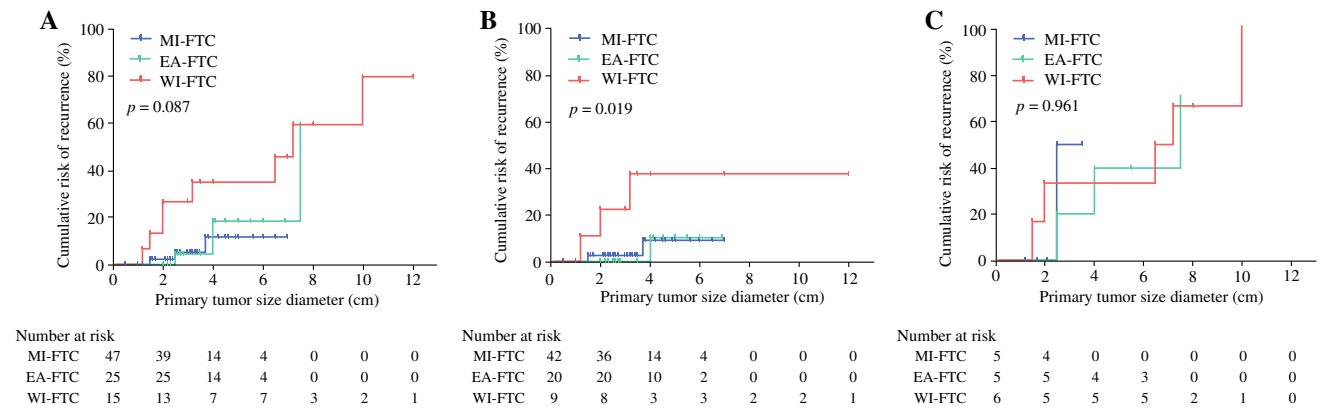 A
Cumulative risk of recurrence (%)
100
80
60
40
20
0
MI-FTC
EA-FTC
WI-FTC
p = 0.087
0 2 4 6 8 10 12
Primary tumor size diameter (cm)
Number at risk
MI-FTC 47 39 14 4 0 0 0
EA-FTC 25 25 14 4 0 0 0
WI-FTC 15 13 7 7 3 2 1
B
Cumulative risk of recurrence (%)
100
80
60
40
20
0
MI-FTC
EA-FTC
WI-FTC
p = 0.019
0 2 4 6 8 10 12
Primary tumor size diameter (cm)
Number at risk
MI-FTC 42 36 14 4 0 0 0
EA-FTC 20 20 10 2 0 0 0
WI-FTC 9 8 3 3 2 2 1
C
Cumulative risk of recurrence (%)
100
80
60
40
20
0
MI-FTC
EA-FTC
WI-FTC
p = 0.961
0 2 4 6 8 10 12
Primary tumor size diameter (cm)
Number at risk
MI-FTC 5 4 0 0 0 0 0
EA-FTC 5 5 4 3 0 0 0
WI-FTC 6 5 5 5 2 1 0